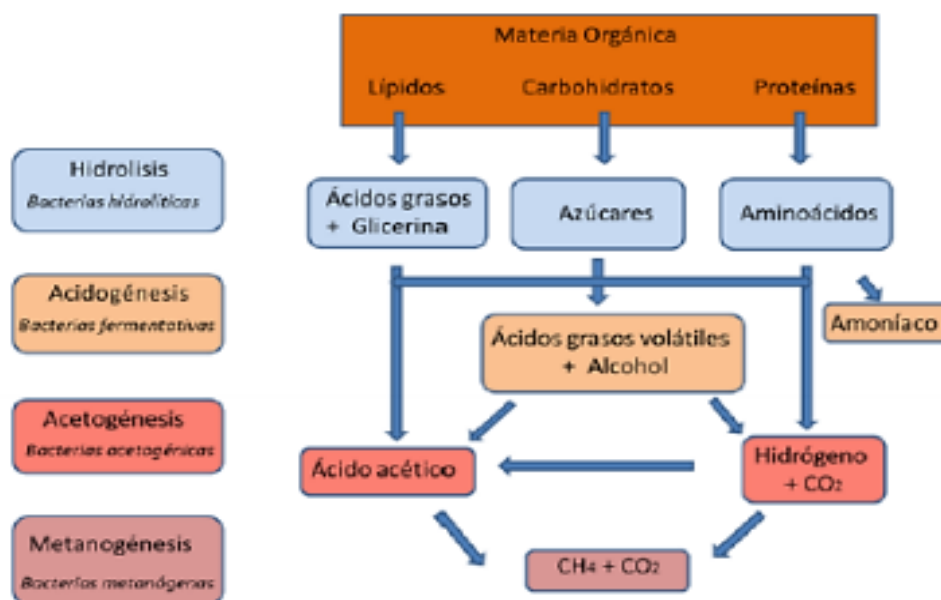 Materia Orgánica
Lípidos Carbohidratos Proteínas
Hidrolisis
Bacterias hidrolíticas
Ácidos grasos
+ Glicerina
Azúcares
Aminoácidos
Acidogénesis
Bacterias fermentativas
Ácidos grasos volátiles
+ Alcohol
Amoníaco
Acetogénesis
Bacterias acetogénicas
Ácido acético
Hidrógeno
+ CO₂
Metanogénesis
Bacterias metanógenas
CH₄ + CO₂